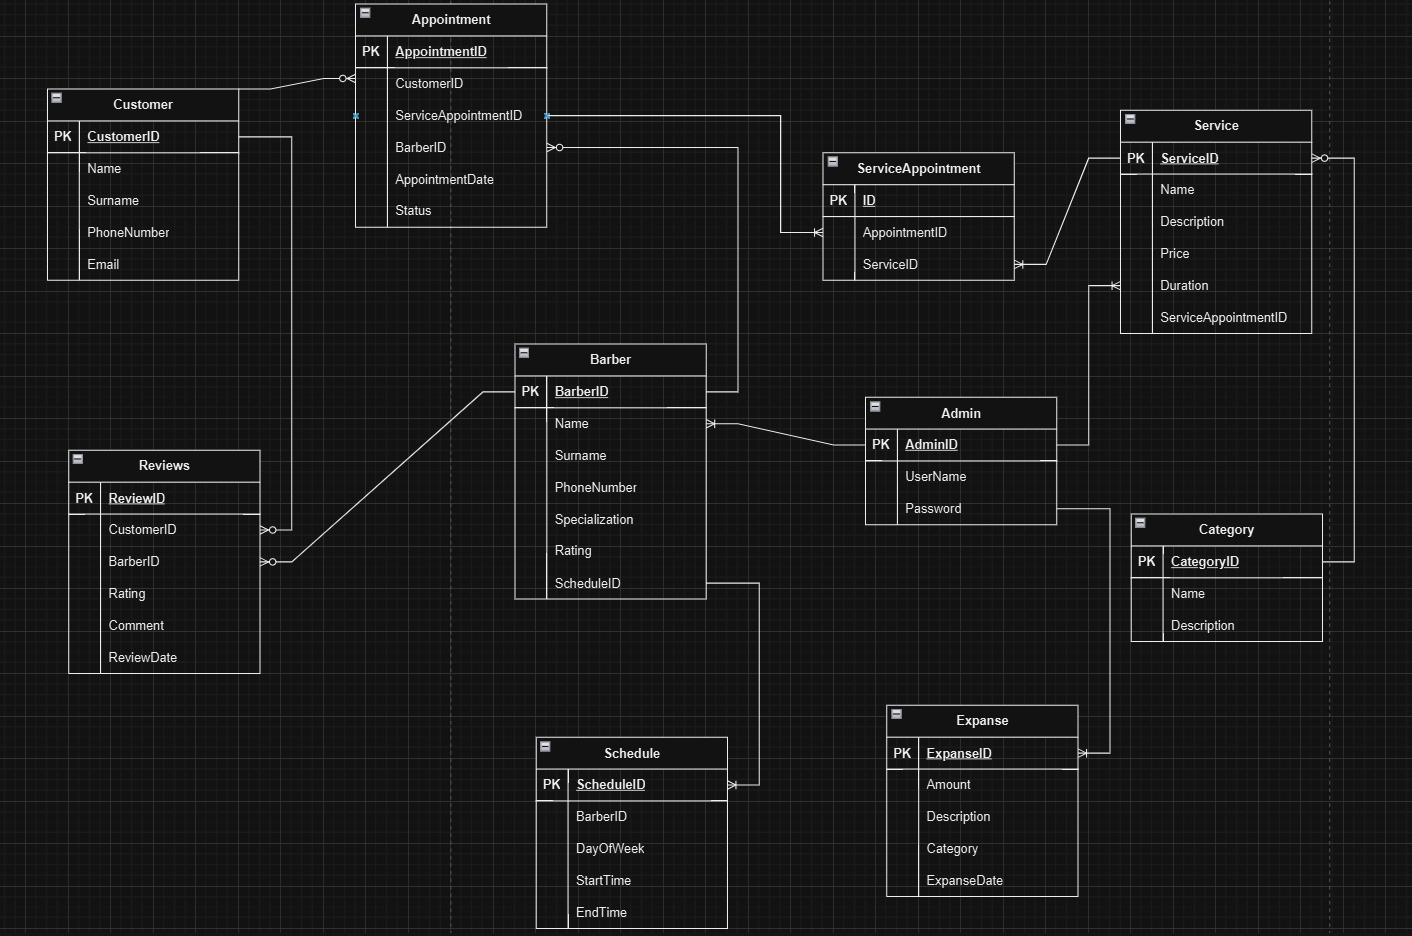 Appointment
PK AppointmentID
CustomerID
ServiceAppointmentID
BarberID
AppointmentDate
Status
Customer
PK CustomerID
Name
Surname
PhoneNumber
Email
ServiceAppointment
PK ID
AppointmentID
ServiceID
Service
PK ServiceID
Name
Description
Price
Duration
ServiceAppointmentID
Barber
PK BarberID
Name
Surname
PhoneNumber
Specialization
Rating
ScheduleID
Admin
PK AdminID
UserName
Password
Reviews
PK ReviewID
CustomerID
BarberID
Rating
Comment
ReviewDate
Category
PK CategoryID
Name
Description
Schedule
PK ScheduleID
BarberID
DayOfWeek
StartTime
EndTime
Expanse
PK ExpanseID
Amount
Description
Category
ExpanseDate